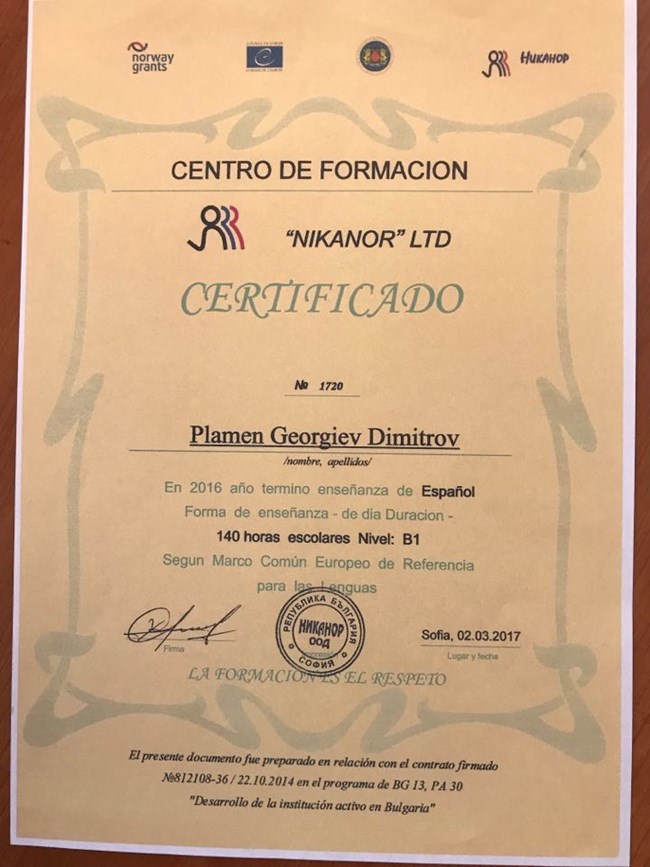 norway
grants
Никанор
CENTRO DE FORMACION
"NIKANOR" LTD
CERTIFICADO
№ 1720
Plamen Georgiev Dimitrov
/nombre, apellidos/
En 2016 año termino enseñanza de Español
Forma de enseñanza - de dia Duracion -
140 horas escolares Nivel: B1
Segun Marco Común Europeo de Referencia
para las Lenguas
РЕПУБЛИКА БЪЛГАРИЯ
НИКАНОР
ООД
СОФИЯ
Firma
Sofia, 02.03.2017
Lugar y fecha
LA FORMACION ES EL RESPETO
El presente documento fue preparado en relación con el contrato firmado
№812108-36 / 22.10.2014 en el programa de BG 13, PA 30
"Desarrollo de la institución activo en Bulgaria"